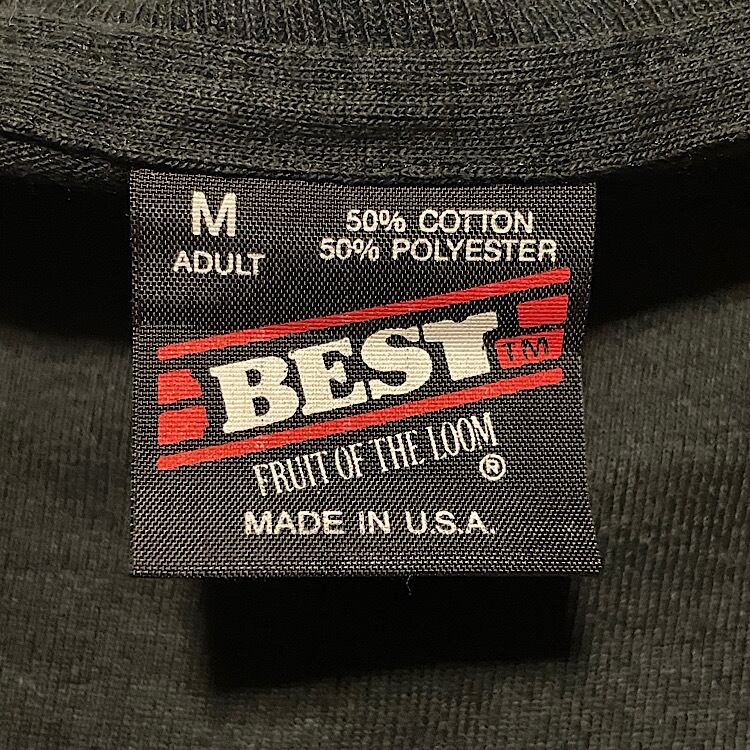 M
ADULT
50% COTTON
50% POLYESTER
BEST TM
FRUIT OF THE LOOM
®
MADE IN U.S.A.